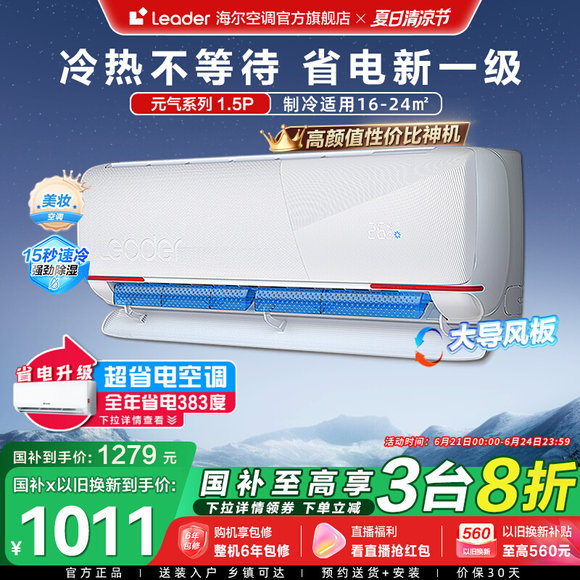 Leader 海尔空调官方旗舰店 × 夏日清凉节
冷热不等待 省电新一级
元气系列 1.5P 制冷适用16-24㎡
高颜值性价比神机
美妆
空调
15秒速冷
强劲除湿
Leader
26
大导风板
省电升级
超省电空调
全年省电383度
下拉详情查看
活动时间：6月21日00:00-6月24日23:59
国补到手价：1279 元
国补x以旧换新到手价：
¥1011
国补至高享
下拉详情领券 下单立减
3台8折
6年包修
购机享包修
整机6年包修
直播福利
看直播抢红包
560
以旧换新
以旧换新补贴
至高560元
官方正品 送装入户 乡镇可达 预约送货+安装 价保30天